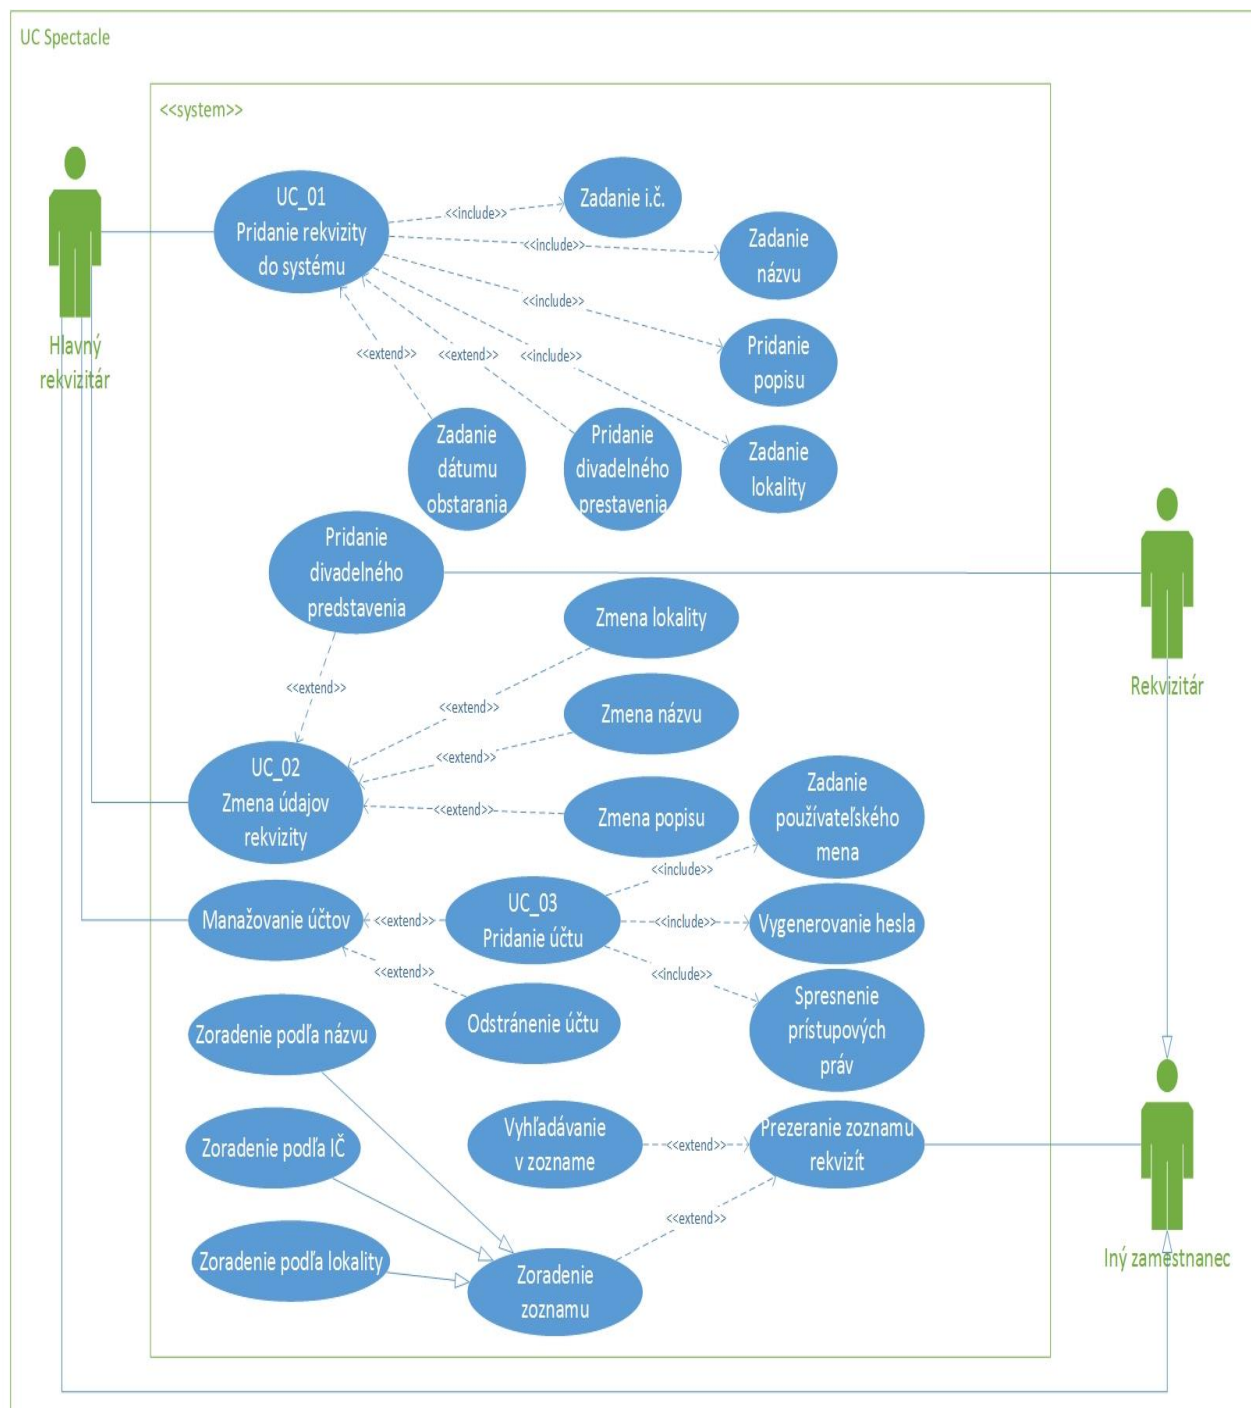 UC Spectacle
<<system>>
Hlavný
rekvizitár
UC_01
Pridanie rekvizity
do systému
<<include>>
Zadanie i.č.
<<include>>
Zadanie
názvu
<<include>>
Pridanie
popisu
<<extend>>
<<extend>>
<<include>>
Zadanie
dátumu
obstarania
Pridanie
divadelného
prestavenia
Zadanie
lokality
Pridanie
divadelného
predstavenia
Rekvizitár
<<extend>>
Zmena lokality
<<extend>>
Zmena názvu
<<extend>>
UC_02
Zmena údajov
rekvizity
<<extend>>
Zmena popisu
Zadanie
používateľského
mena
<<include>>
Manažovanie účtov
<<extend>>
UC_03
Pridanie účtu
<<include>>
Vygenerovanie hesla
<<extend>>
<<include>>
Odstránenie účtu
Spresnenie
prístupových
práv
Zoradenie podľa názvu
Zoradenie podľa IČ
Zoradenie podľa lokality
Vyhľadávanie
v zozname
<<extend>>
Prezeranie zoznamu
rekvizít
<<extend>>
Zoradenie
zoznamu
Iný zamestnanec